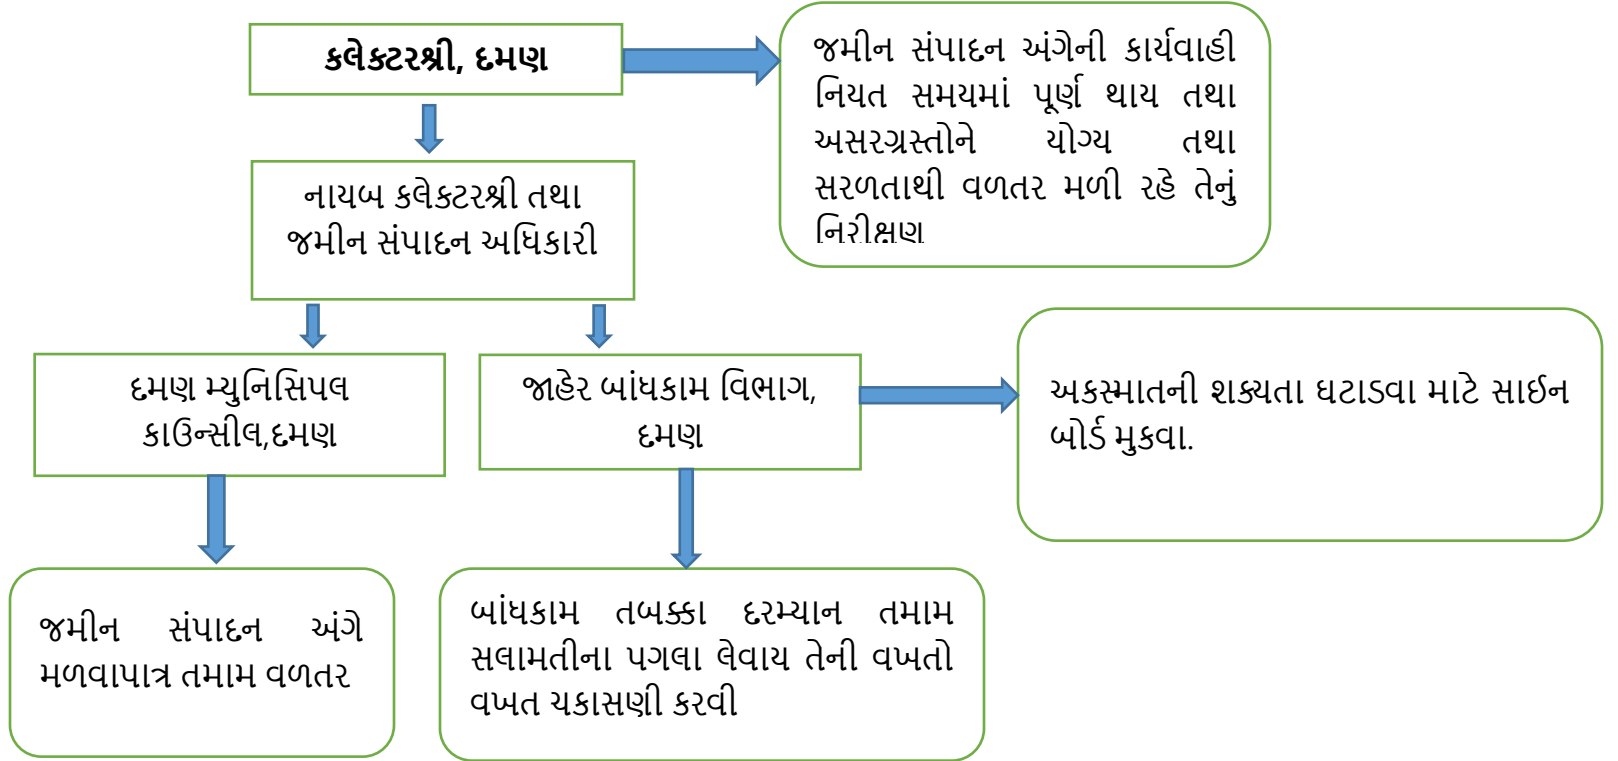 કલેક્ટરશ્રી, દમણ
જમીન સંપાદન અંગેની કાર્યવાહી
નિયત સમયમાં પૂર્ણ થાય તથા
અસરગ્રસ્તોને યોગ્ય તથા
સરળતાથી વળતર મળી રહે તેનું
નિરીક્ષણ
નાયબ કલેક્ટરશ્રી તથા
જમીન સંપાદન અધિકારી
દમણ મ્યુનિસિપલ
કાઉન્સીલ,દમણ
જાહેર બાંધકામ વિભાગ,
દમણ
અકસ્માતની શક્યતા ઘટાડવા માટે સાઈન
બોર્ડ મુકવા.
જમીન સંપાદન અંગે
મળવાપાત્ર તમામ વળતર
બાંધકામ તબક્કા દરમ્યાન તમામ
સલામતીના પગલા લેવાય તેની વખતો
વખત ચકાસણી કરવી